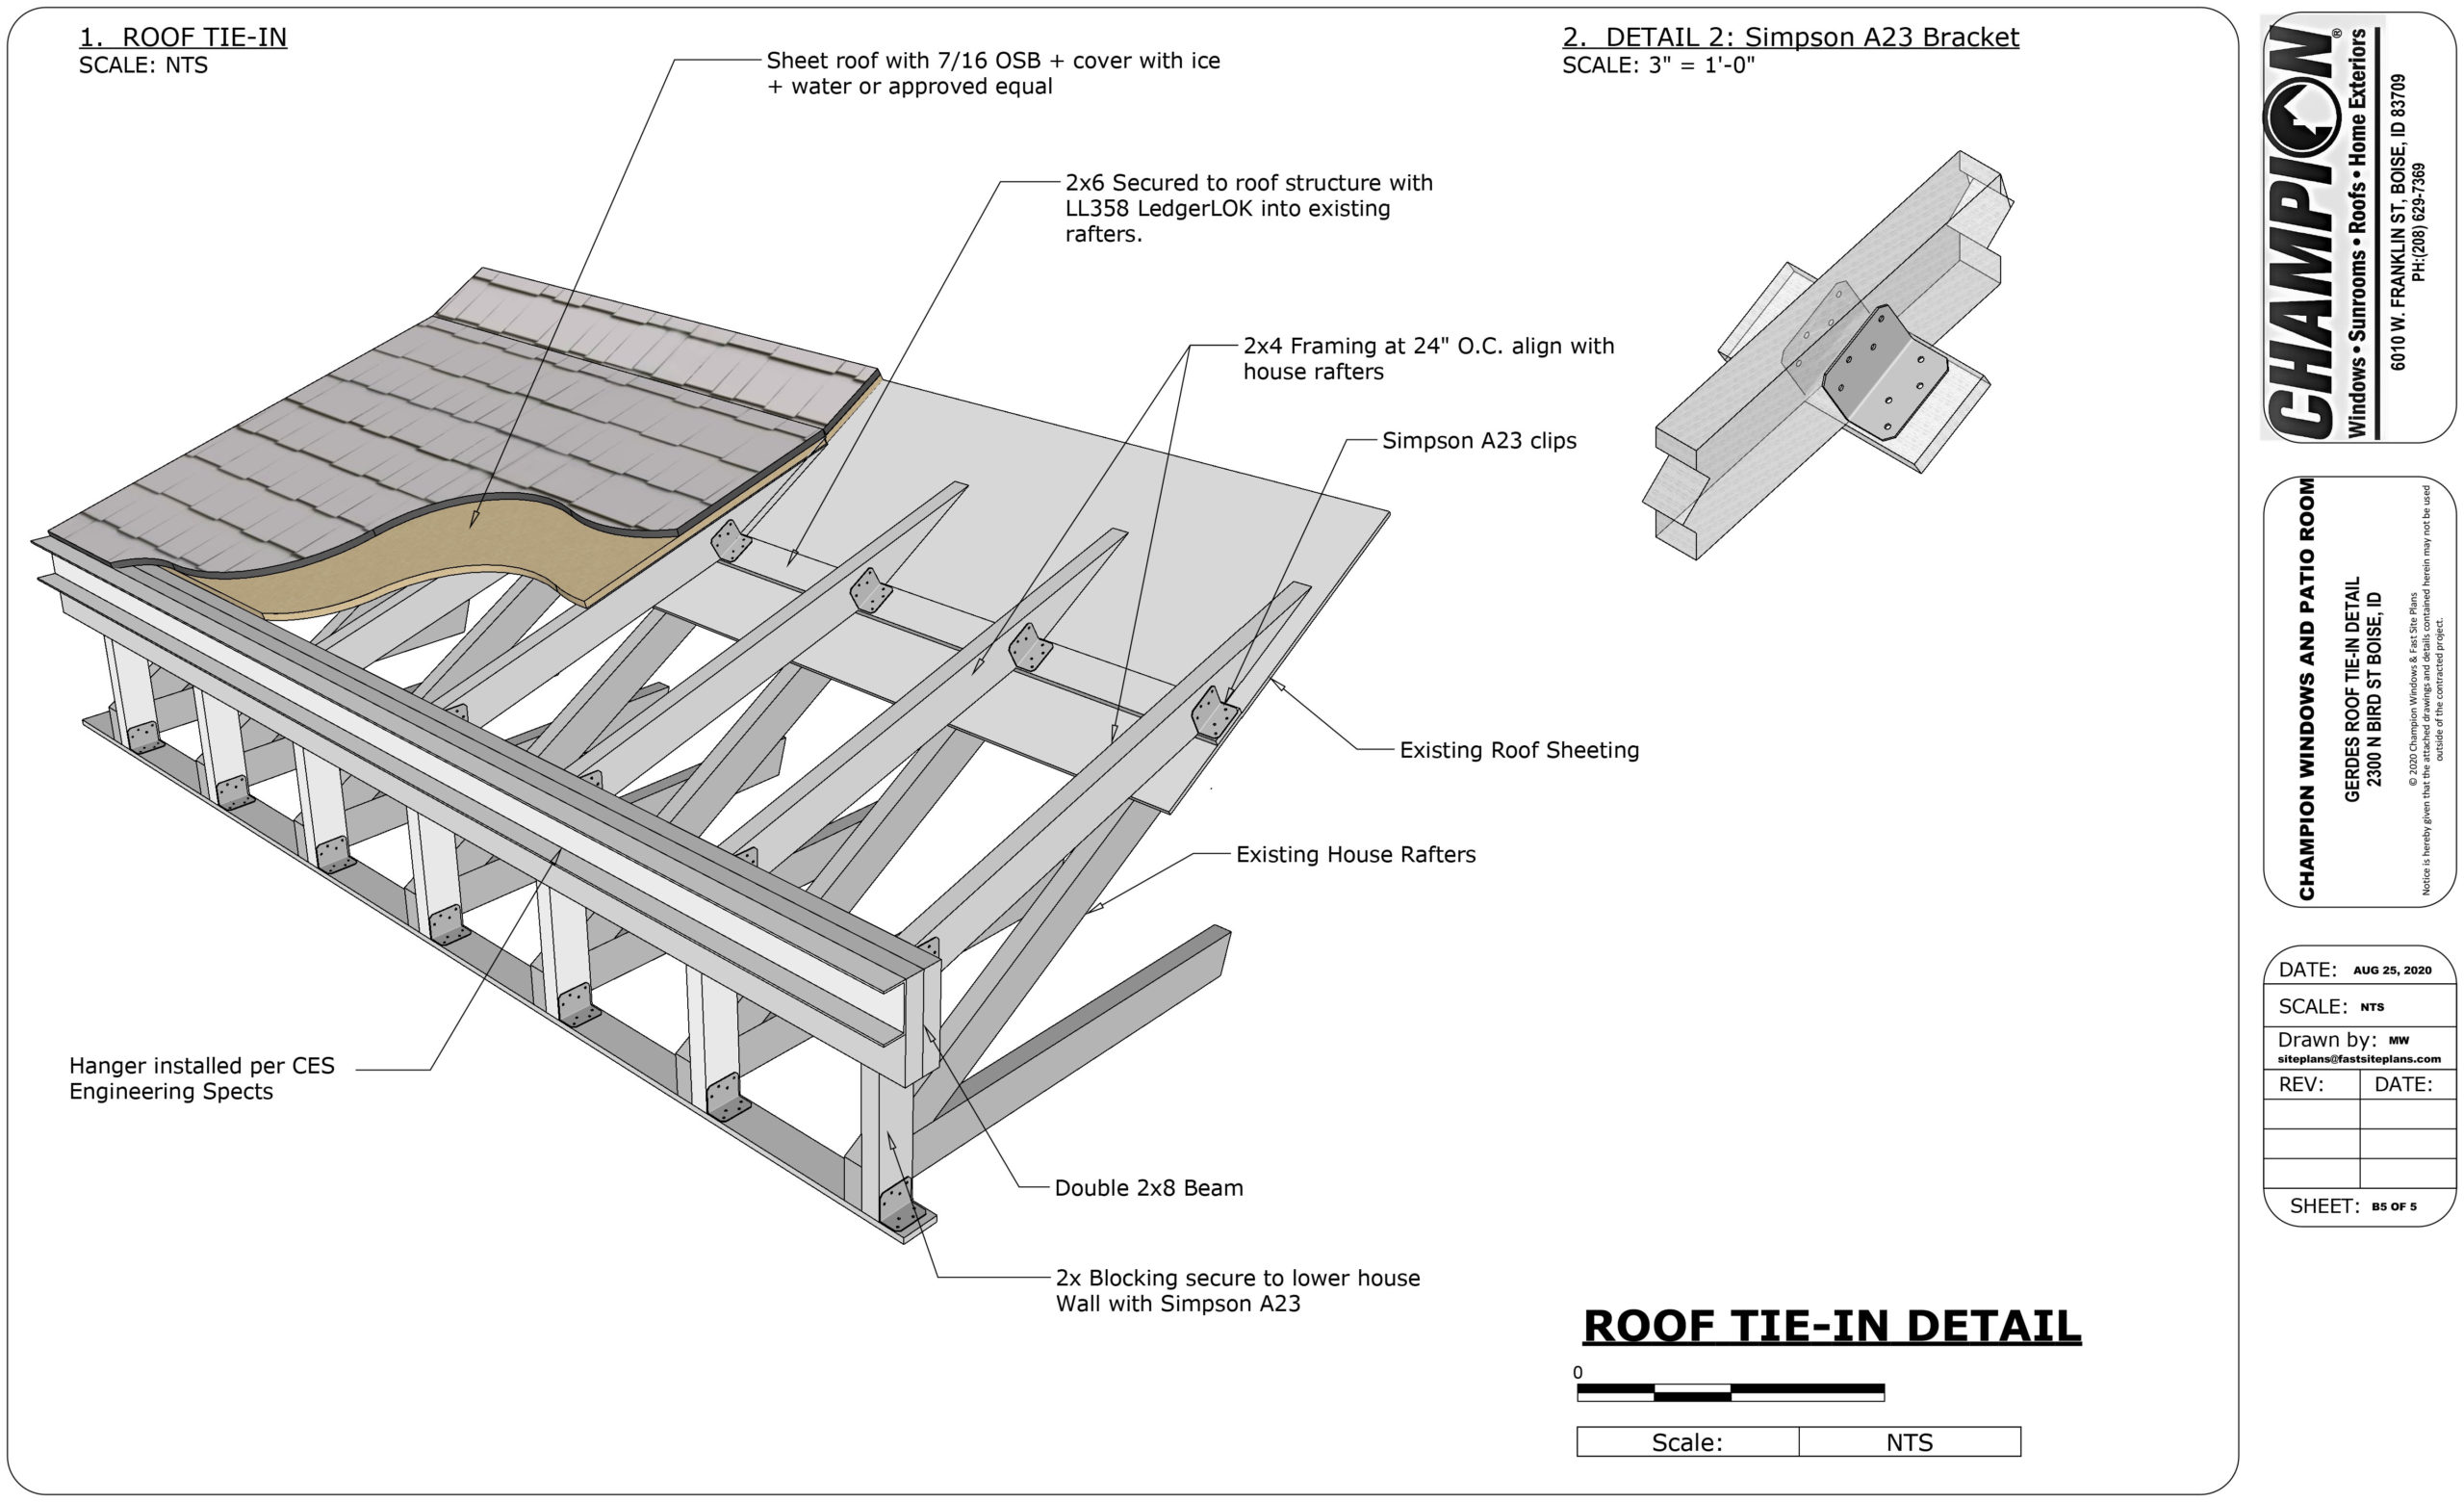 1. ROOF TIE-IN
SCALE: NTS
Sheet roof with 7/16 OSB + cover with ice
+ water or approved equal
2x6 Secured to roof structure with
LL358 LedgerLOK into existing
rafters.
2x4 Framing at 24" O.C. align with
house rafters
Simpson A23 clips
Existing Roof Sheeting
Existing House Rafters
Hanger installed per CES
Engineering Spects
Double 2x8 Beam
2x Blocking secure to lower house
Wall with Simpson A23
2. DETAIL 2: Simpson A23 Bracket
SCALE: 3" = 1'-0"
ROOF TIE-IN DETAIL
0
Scale: NTS
CHAMPION®
Windows • Sunrooms • Roofs • Home Exteriors
6010 W. FRANKLIN ST, BOISE, ID 83709
PH:(208) 629-7369
CHAMPION WINDOWS AND PATIO ROOM
GERDES ROOF TIE-IN DETAIL
2300 N BIRD ST BOISE, ID
© 2020 Champion Windows & Fast Site Plans
Notice is hereby given that the attached drawings and details contained herein may not be used
outside of the contracted project.
DATE: AUG 25, 2020
SCALE: NTS
Drawn by: MW
siteplans@fastsiteplans.com
REV: DATE:
SHEET: B5 OF 5